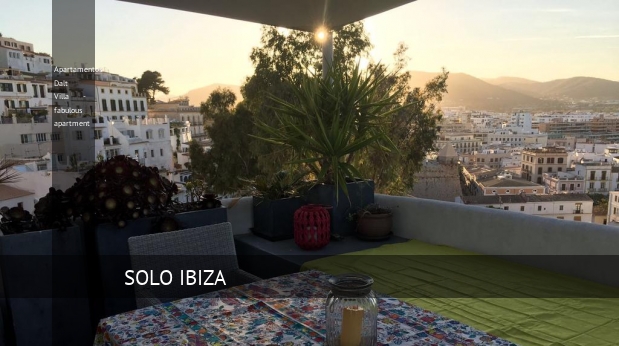 Apartamento
Dalt
Villa
fabulous
apartment
SOLO IBIZA